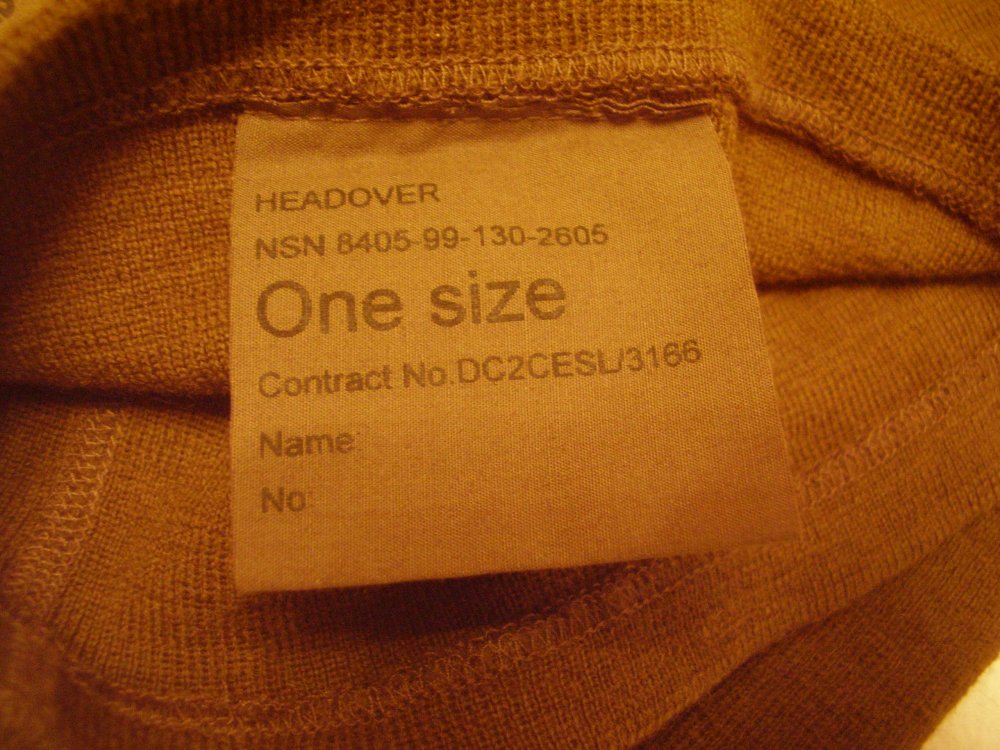 HEADOVER
NSN 8405-99-130-2605
One size
Contract No.DC2CESL/3166
Name:
No: